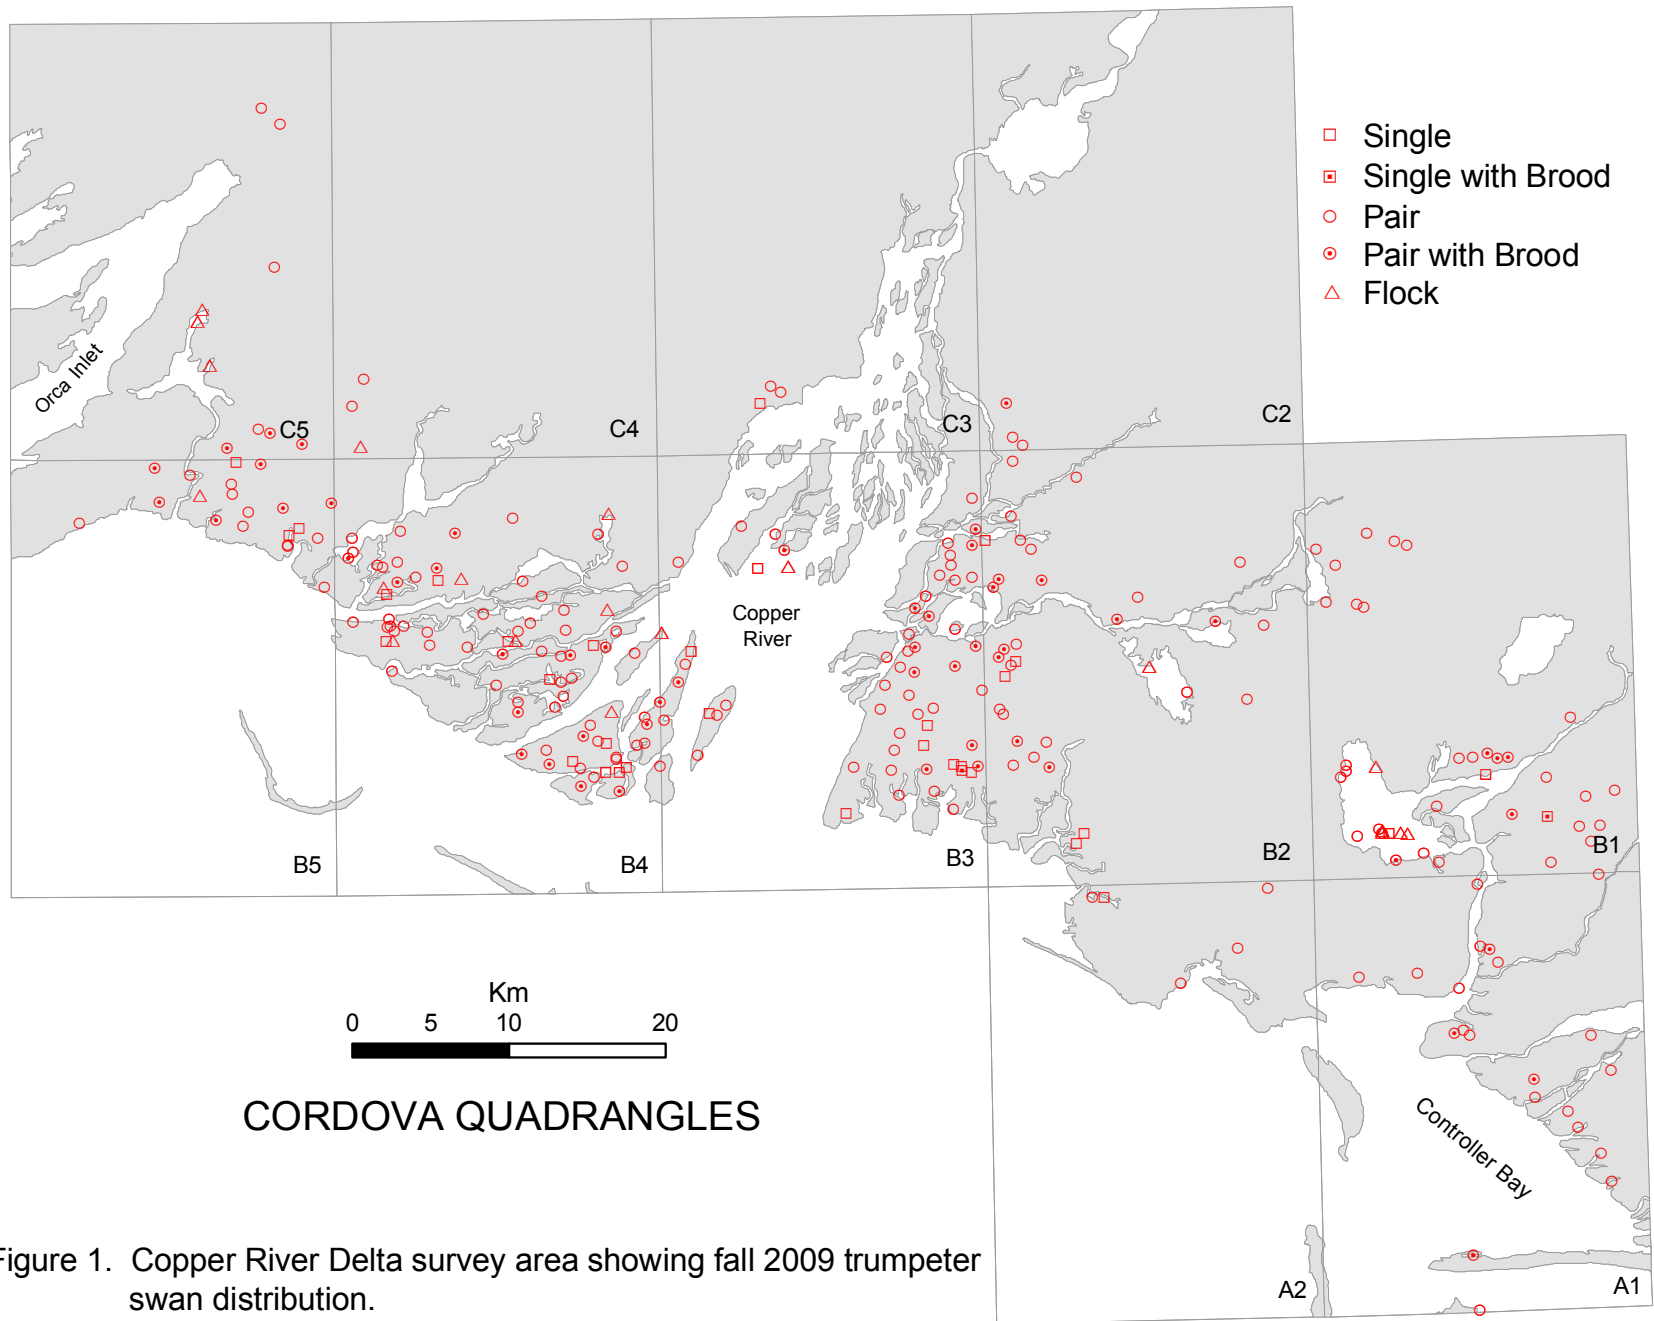 Single
Single with Brood
Pair
Pair with Brood
Flock
Orca Inlet
C5
C4
C3
C2
Copper
River
B5
B4
B3
B2
B1
Km
0 5 10 20
CORDOVA QUADRANGLES
Controller Bay
A2
A1
Figure 1. Copper River Delta survey area showing fall 2009 trumpeter
swan distribution.